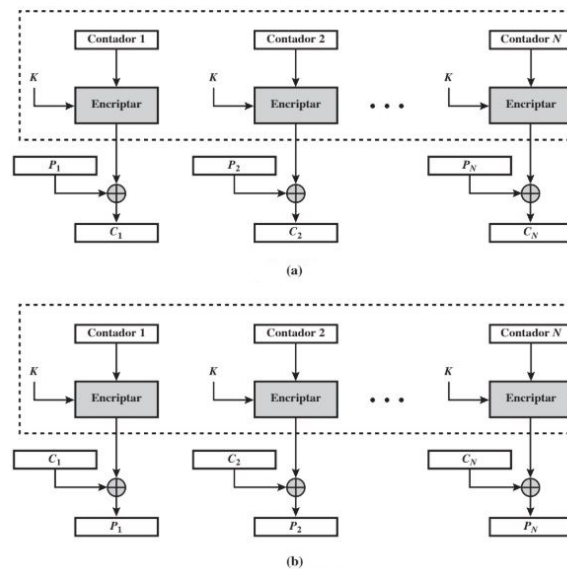 Contador 1 Contador 2 Contador N
K K K
Encriptar Encriptar • • • Encriptar
P1 P2 PN
C1 C2 CN
(a)
Contador 1 Contador 2 Contador N
K K K
Encriptar Encriptar • • • Encriptar
C1 C2 CN
P1 P2 PN
(b)